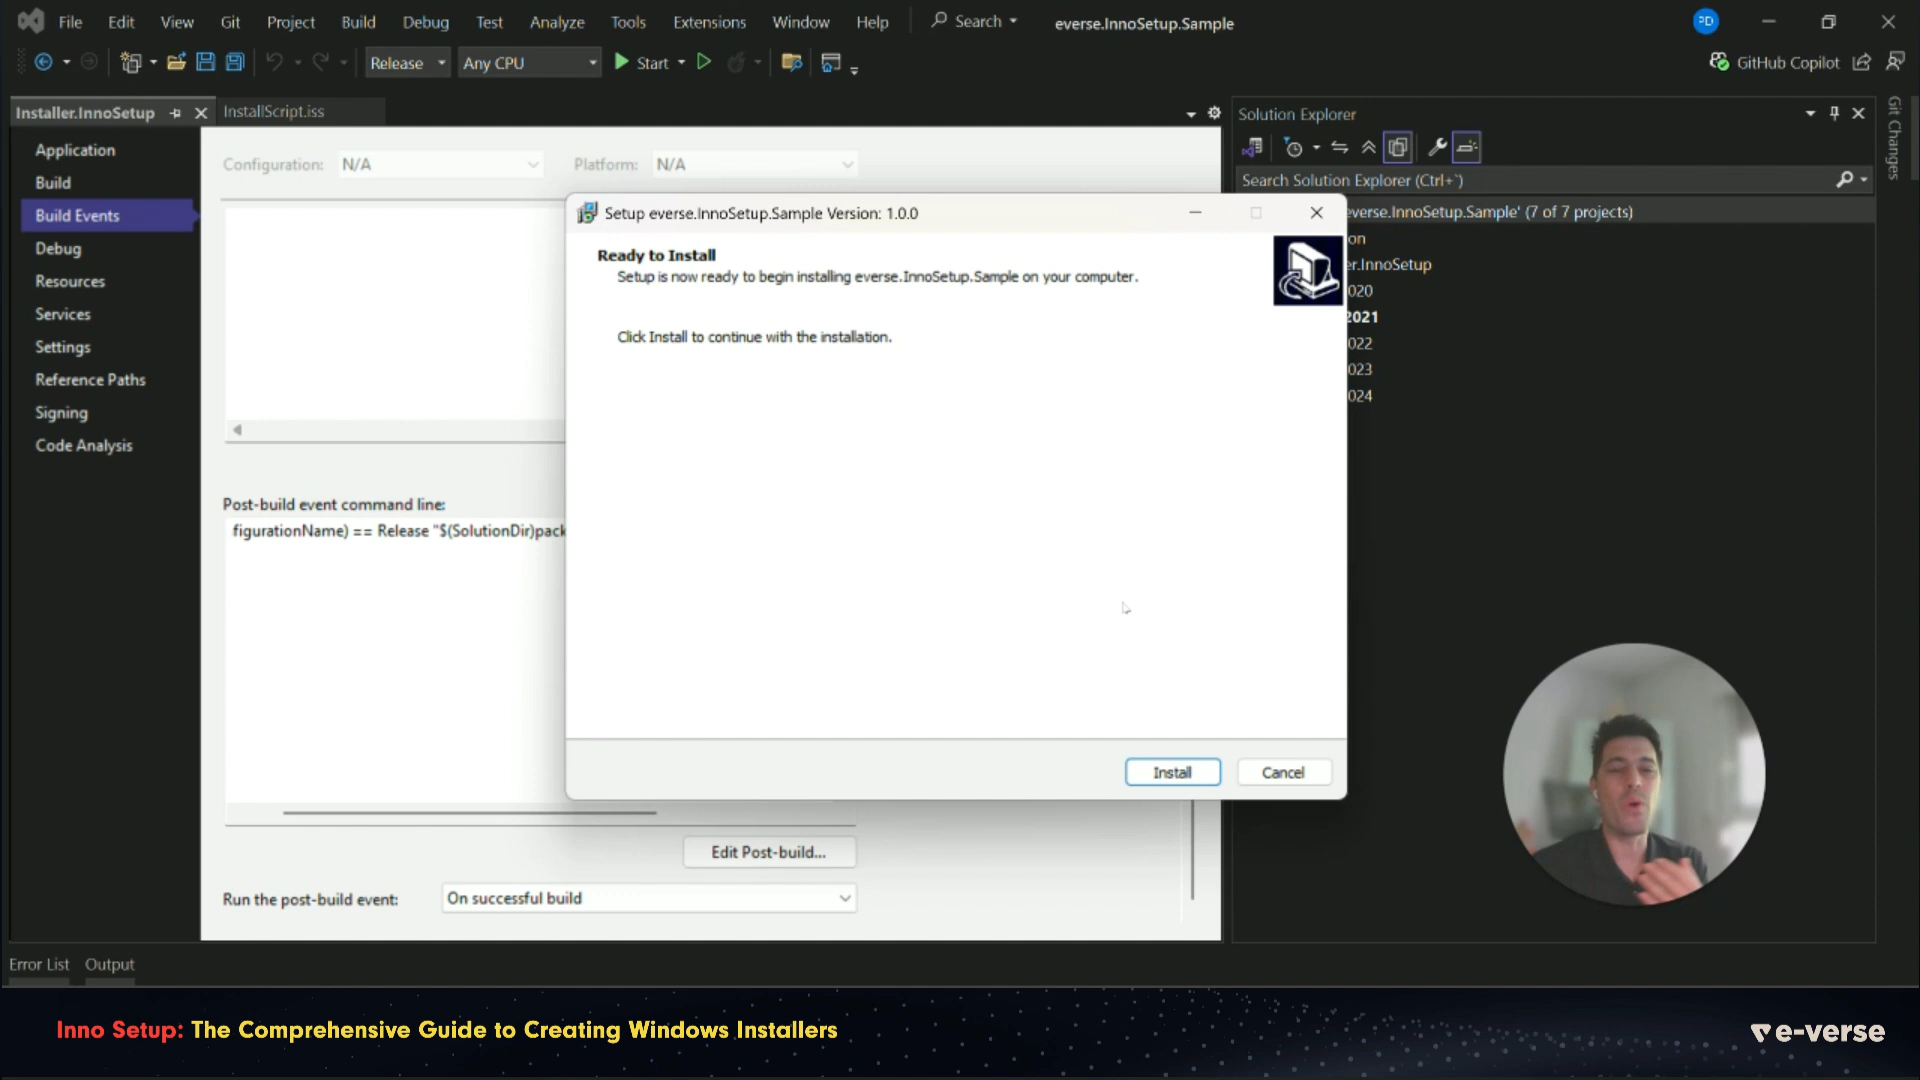 File Edit View Git Project Build Debug Test Analyze Tools Extensions Window Help Search everse.InnoSetup.Sample PD
Release Any CPU Start GitHub Copilot
Installer.InnoSetup InstallScript.iss
Application
Build
Build Events
Debug
Resources
Services
Settings
Reference Paths
Signing
Code Analysis
Configuration: N/A Platform: N/A
Post-build event command line:
figurationName) == Release "$(SolutionDir)pack
Edit Post-build...
Run the post-build event: On successful build
Setup everse.InnoSetup.Sample Version: 1.0.0
Ready to Install
Setup is now ready to begin installing everse.InnoSetup.Sample on your computer.
Click Install to continue with the installation.
Install Cancel
Solution Explorer
Search Solution Explorer (Ctrl+`)
everse.InnoSetup.Sample' (7 of 7 projects)
on
er.InnoSetup
020
2021
022
023
024
Git Changes
Error List Output
Inno Setup: The Comprehensive Guide to Creating Windows Installers
e-verse